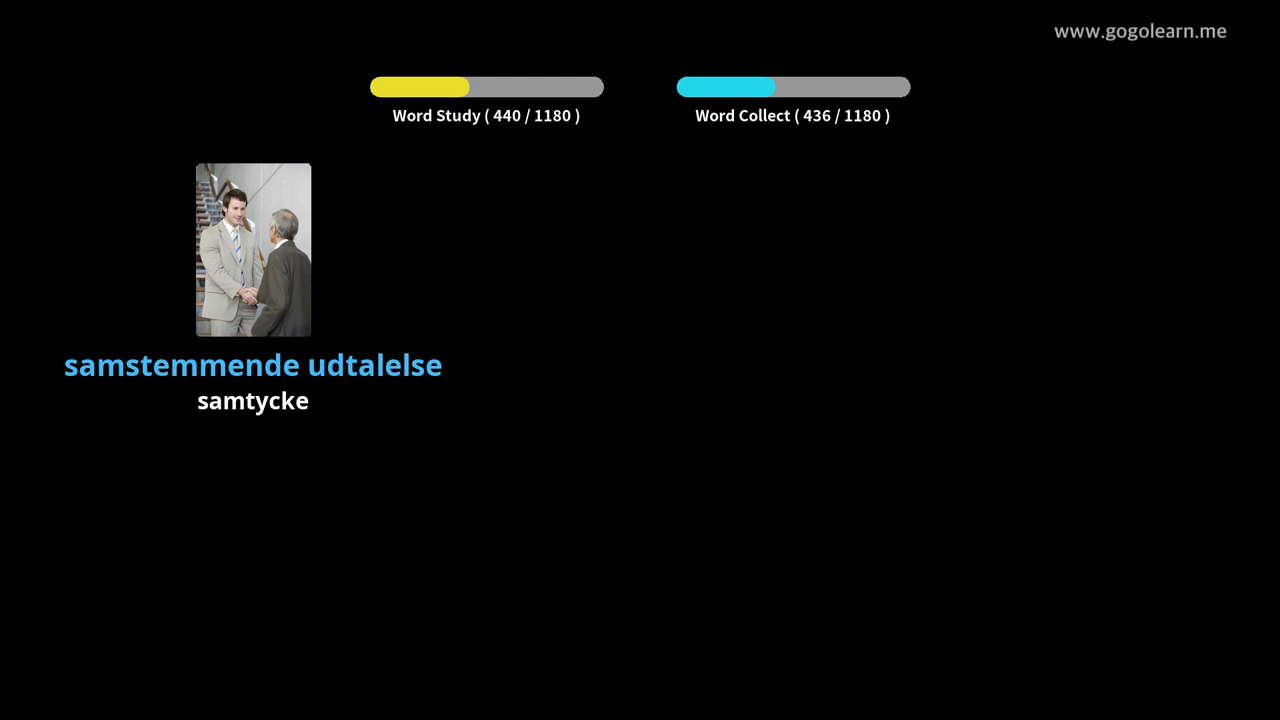 www.gogolearn.me
Word Study ( 440 / 1180 )
Word Collect ( 436 / 1180 )
samstemmende udtalelse
samtycke